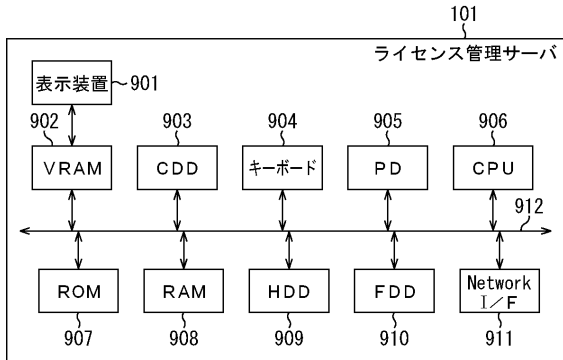 101
ライセンス管理サーバ
表示装置
901
902
903
904
905
906
VRAM
CDD
キーボード
PD
CPU
912
ROM
RAM
HDD
FDD
Network
I/F
907
908
909
910
911